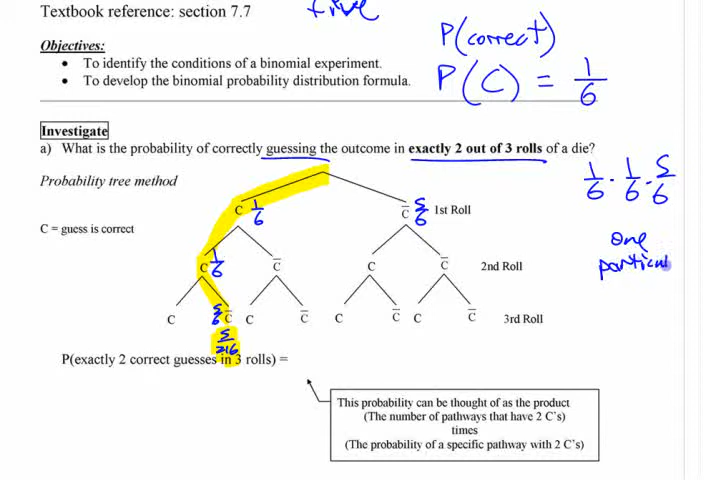 Textbook reference: section 7.7
five
P(correct)
Objectives:
• To identify the conditions of a binomial experiment.
• To develop the binomial probability distribution formula.
P(C) = 1/6
Investigate
a) What is the probability of correctly guessing the outcome in exactly 2 out of 3 rolls of a die?
1/6 · 1/6 · 5/6
Probability tree method
C 1/6 C̅ 5/6 1st Roll
C = guess is correct
one
particul
C 1/6 C̅ C C̅ 2nd Roll
C 5/6 C̅ C C̅ C C̅ C C̅ 3rd Roll
5/216
P(exactly 2 correct guesses in 3 rolls) =
This probability can be thought of as the product
(The number of pathways that have 2 C's)
times
(The probability of a specific pathway with 2 C's)